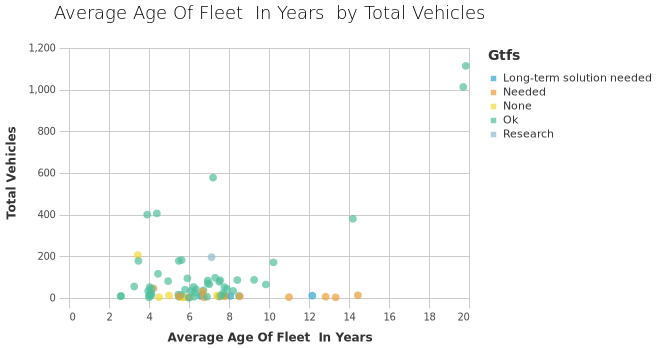 Average Age Of Fleet  In Years  by Total Vehicles
Gtfs
Long-term solution needed
Needed
None
Ok
Research
Total Vehicles
1,200
1,000
800
600
400
200
0
0 2 4 6 8 10 12 14 16 18 20
Average Age Of Fleet  In Years